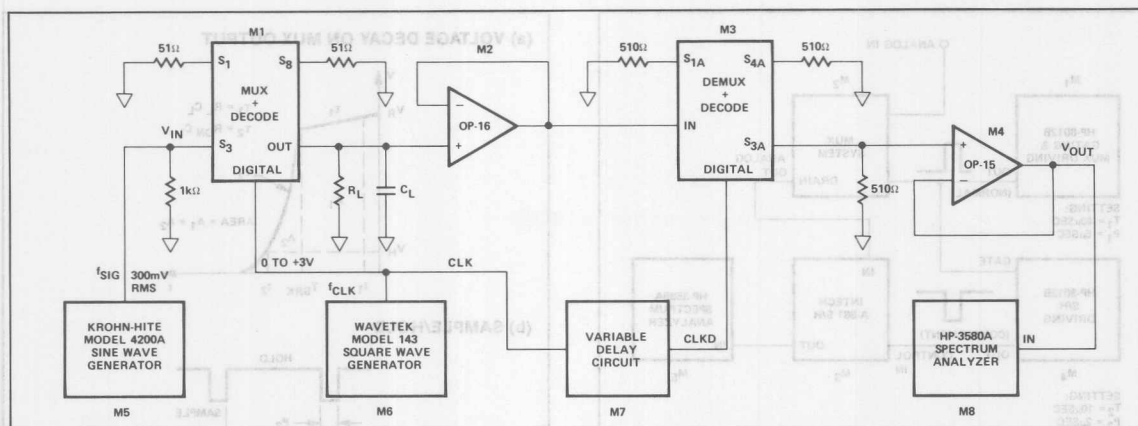 M1
M2
M3
51Ω
51Ω
510Ω
510Ω
S1
S8
MUX
+
DECODE
S1A
S4A
DEMUX
+
DECODE
OP-16
−
+
IN
M4
VIN
S3
OUT
DIGITAL
S3A
DIGITAL
+
OP-15
−
VOUT
1kΩ
RL
CL
510Ω
fSIG
300mV
RMS
0 TO +3V
fCLK
CLK
CLKD
IN
KROHN-HITE
MODEL 4200A
SINE WAVE
GENERATOR
WAVETEK
MODEL 143
SQUARE WAVE
GENERATOR
VARIABLE
DELAY
CIRCUIT
HP-3580A
SPECTRUM
ANALYZER
M5
M6
M7
M8